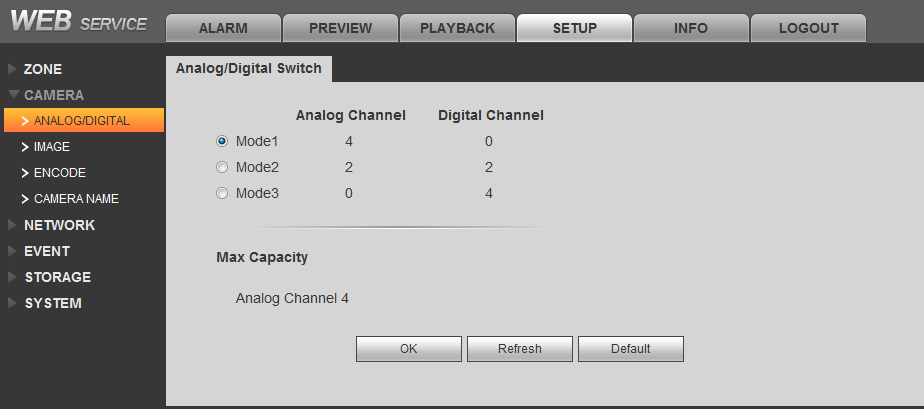 WEB SERVICE
ALARM PREVIEW PLAYBACK SETUP INFO LOGOUT
ZONE
CAMERA
ANALOG/DIGITAL
IMAGE
ENCODE
CAMERA NAME
NETWORK
EVENT
STORAGE
SYSTEM
Analog/Digital Switch
Analog Channel Digital Channel
Mode1 4 0
Mode2 2 2
Mode3 0 4
Max Capacity
Analog Channel 4
OK Refresh Default